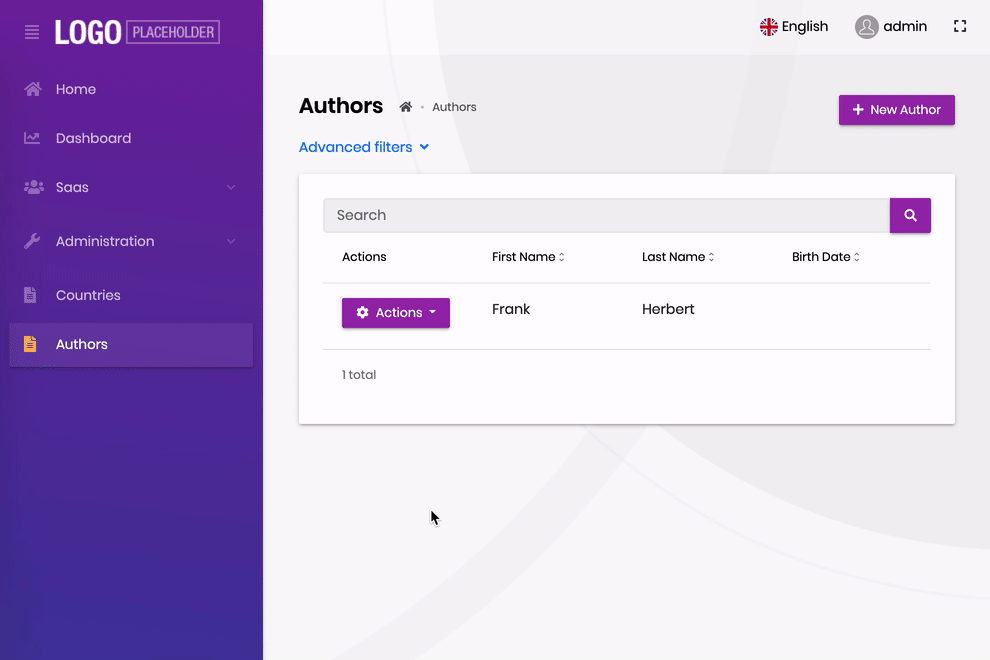 LOGO PLACEHOLDER
English
admin
Home
Dashboard
Saas
Administration
Countries
Authors
Authors
Authors
New Author
Advanced filters
Search
Actions First Name Last Name Birth Date
Actions Frank Herbert
1 total